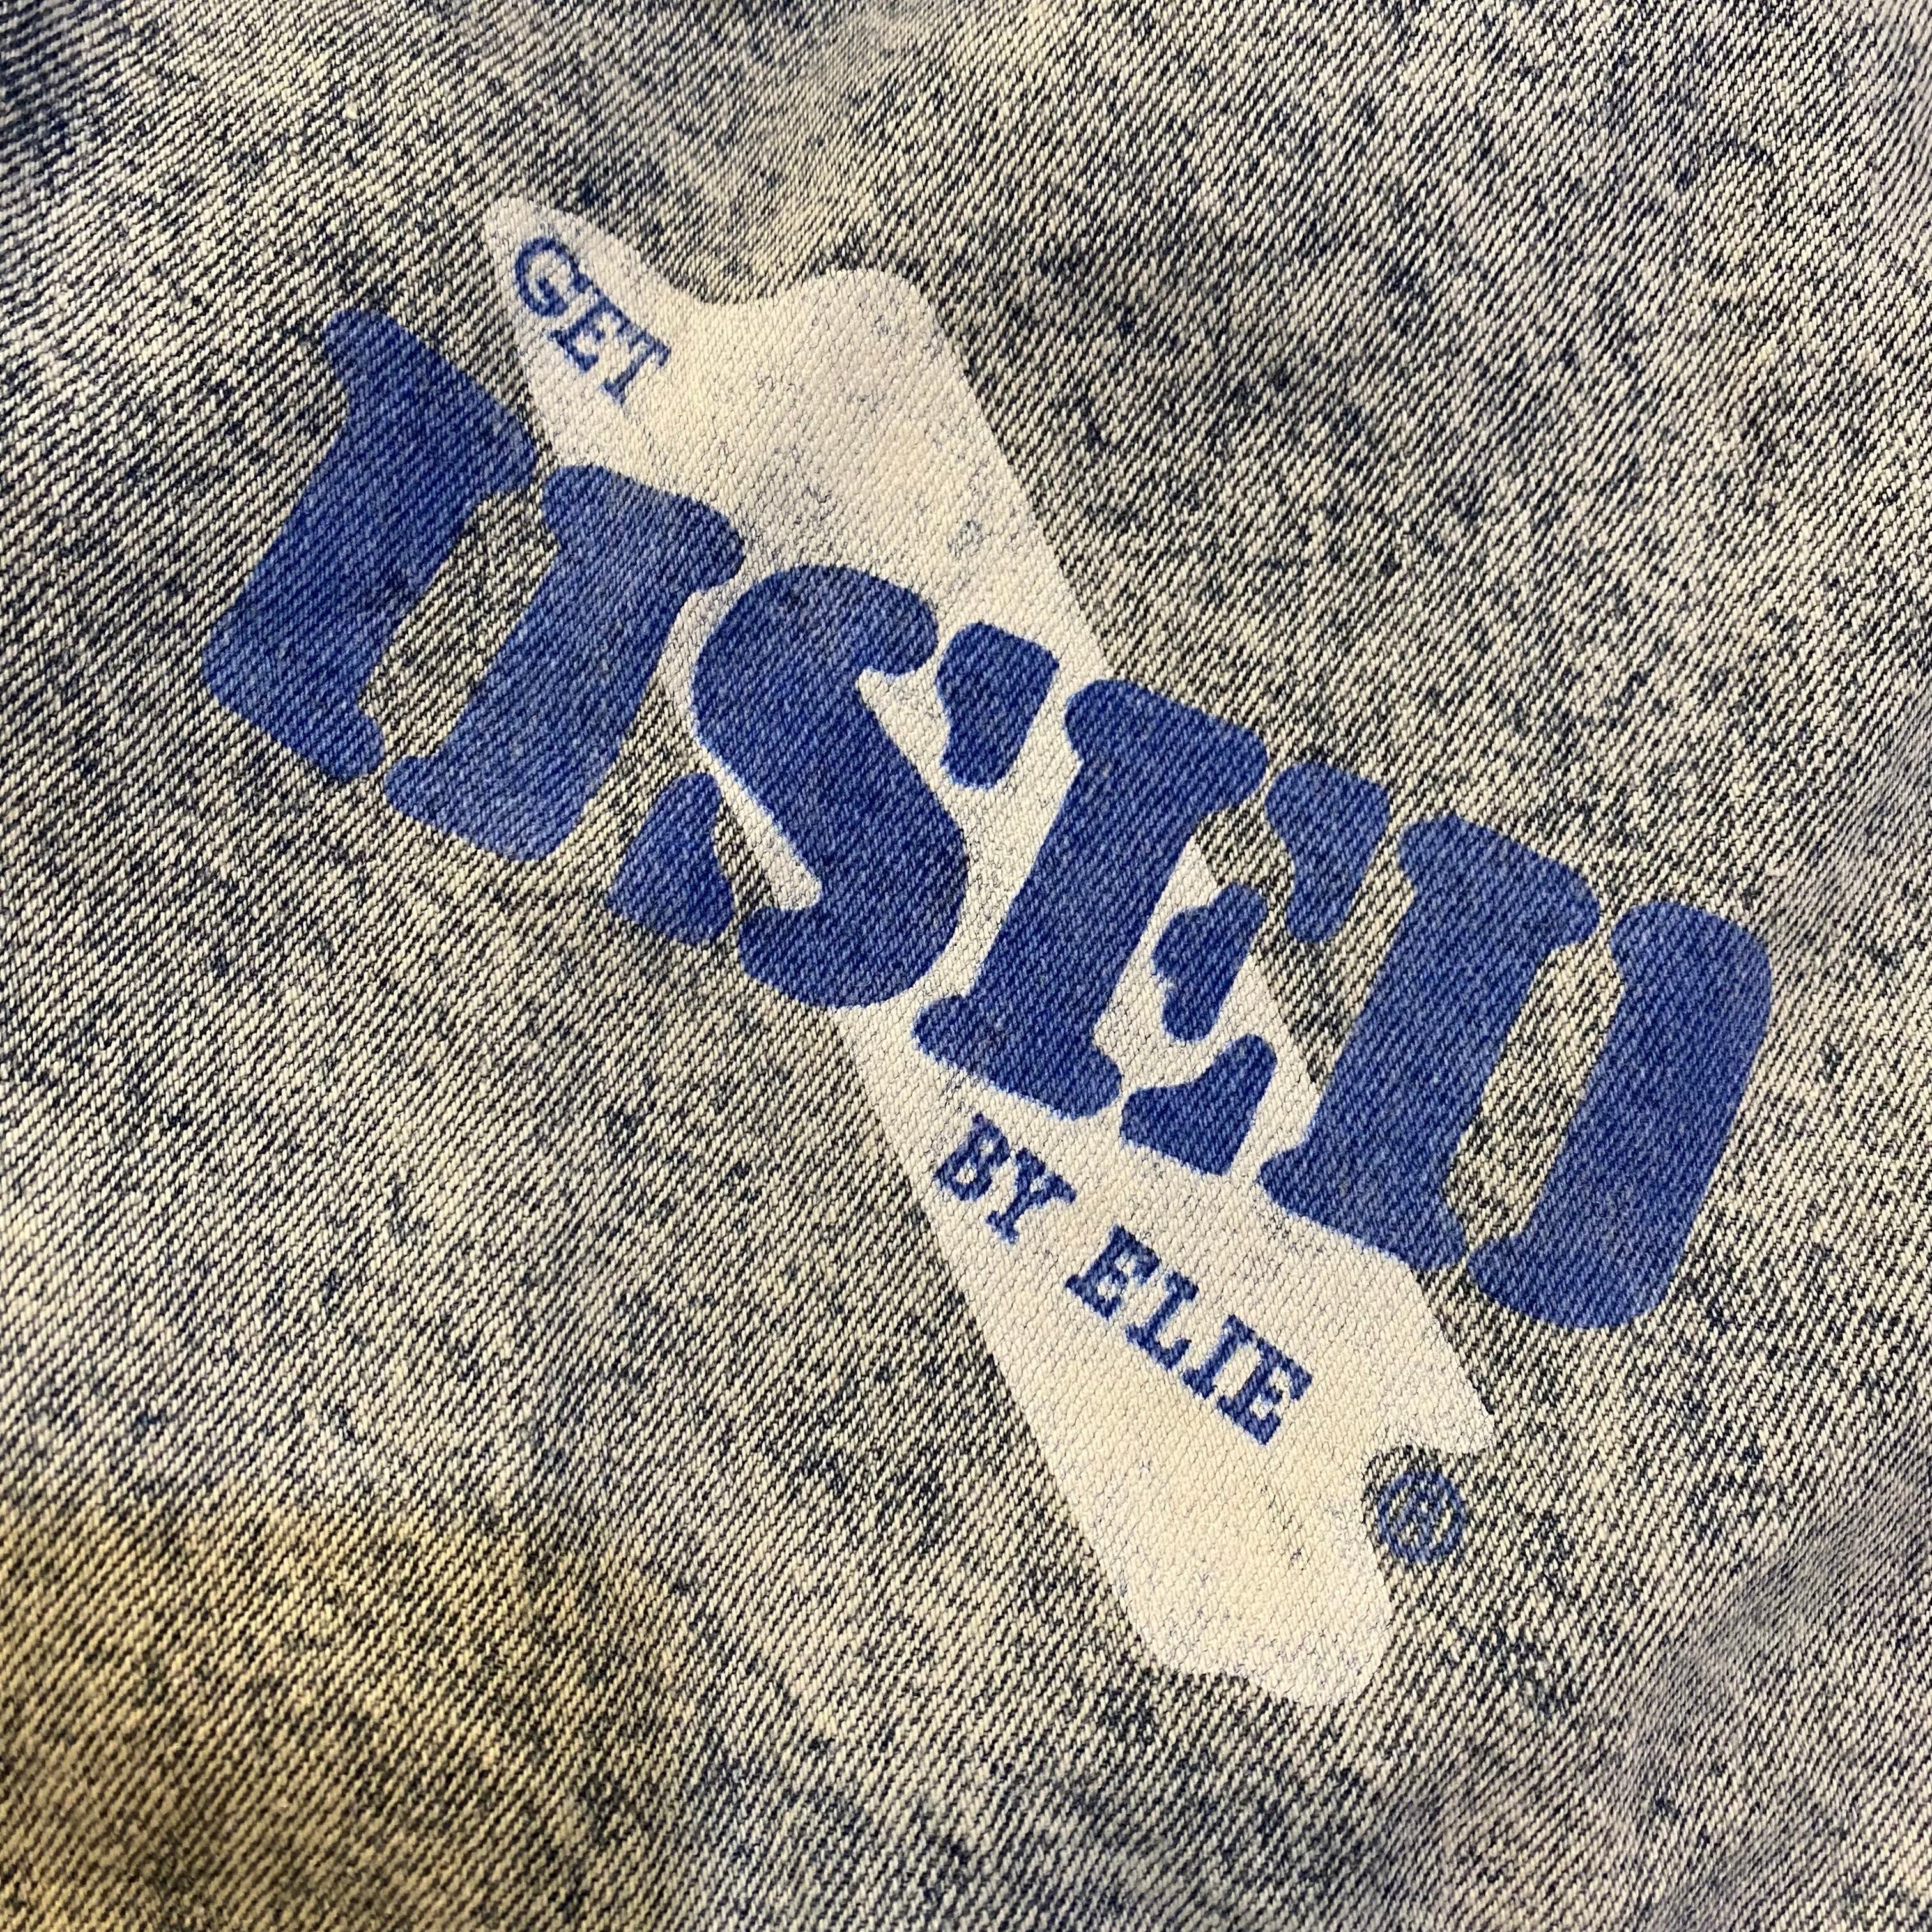 GET
USED
BY ELIE
®